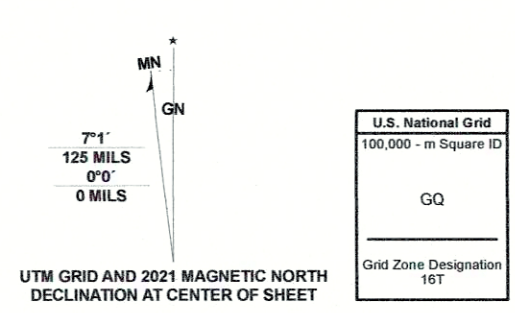 ★
MN
GN
7°1´
125 MILS
0°0´
0 MILS
UTM GRID AND 2021 MAGNETIC NORTH
DECLINATION AT CENTER OF SHEET
U.S. National Grid
100,000 - m Square ID
GQ
Grid Zone Designation
16T